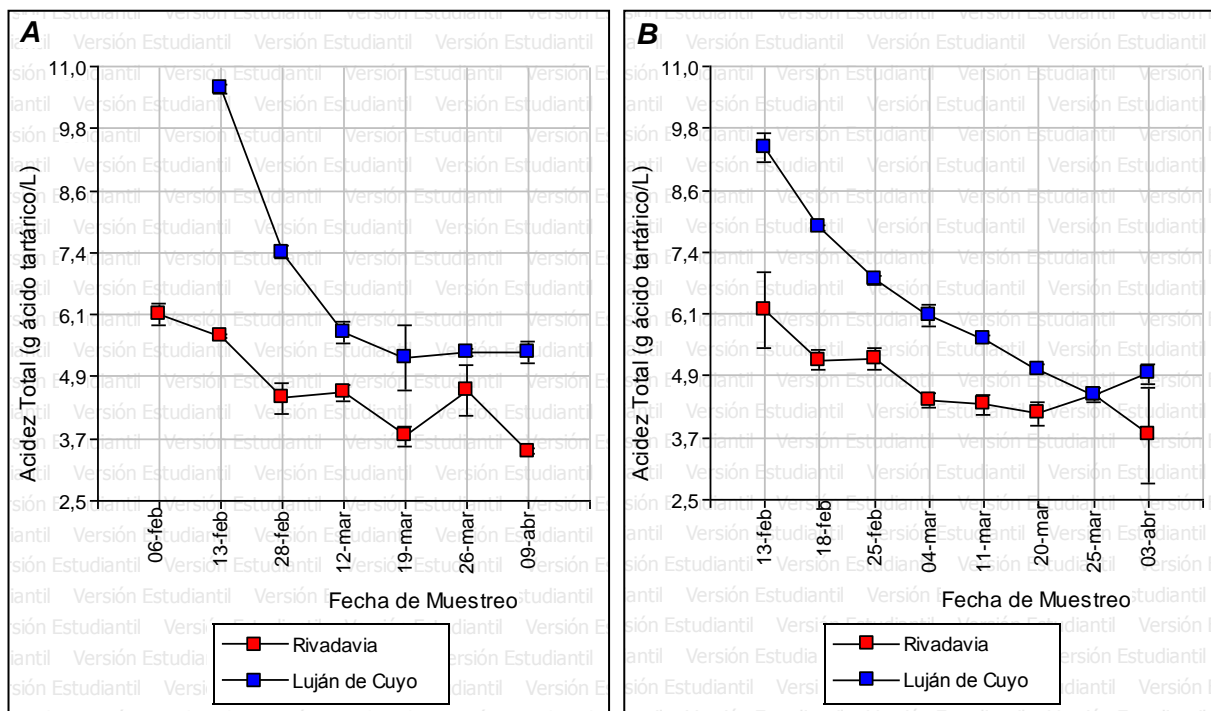 A
Acidez Total (g ácido tartárico/L)
11,0
9,8
8,6
7,4
6,1
4,9
3,7
2,5
06-feb
13-feb
28-feb
12-mar
19-mar
26-mar
09-abr
Fecha de Muestreo
Rivadavia
Luján de Cuyo
B
Acidez Total (g ácido tartárico/L)
11,0
9,8
8,6
7,4
6,1
4,9
3,7
2,5
13-feb
18-feb
25-feb
04-mar
11-mar
20-mar
25-mar
03-abr
Fecha de Muestreo
Rivadavia
Luján de Cuyo
Versión Estudiantil